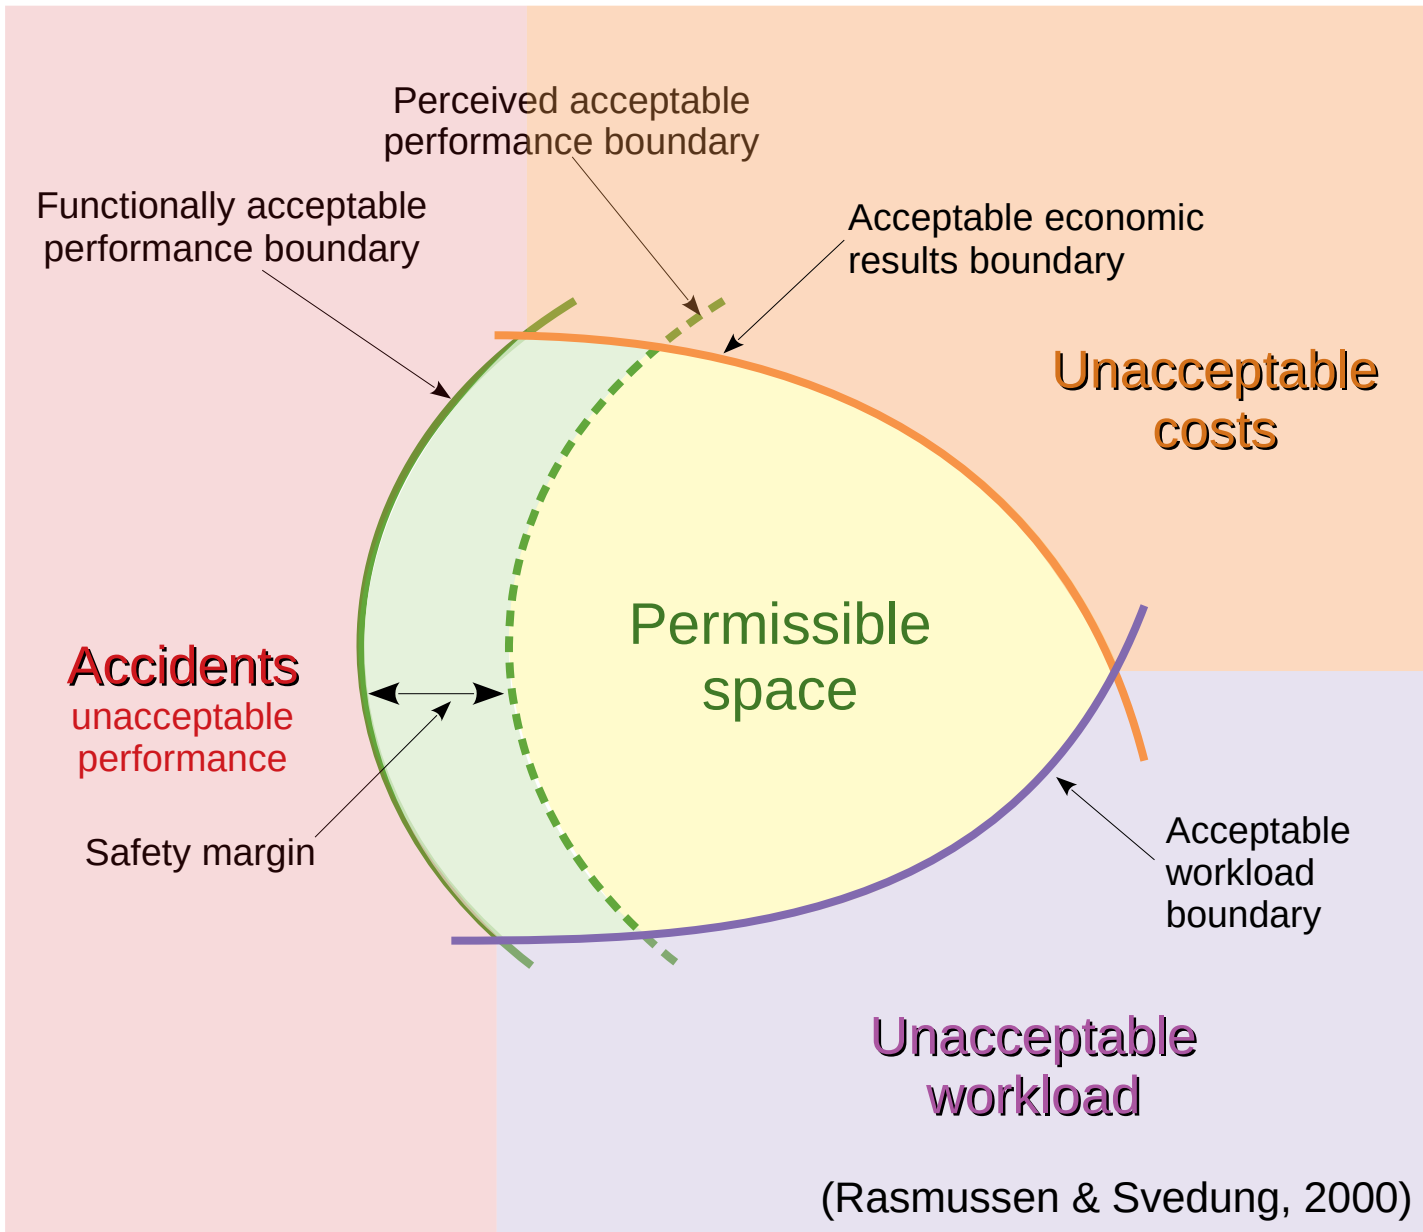 Perceived acceptable
performance boundary
Functionally acceptable
performance boundary
Acceptable economic
results boundary
Unacceptable
costs
Permissible
space
Accidents
unacceptable
performance
Safety margin
Acceptable
workload
boundary
Unacceptable
workload
(Rasmussen & Svedung, 2000)